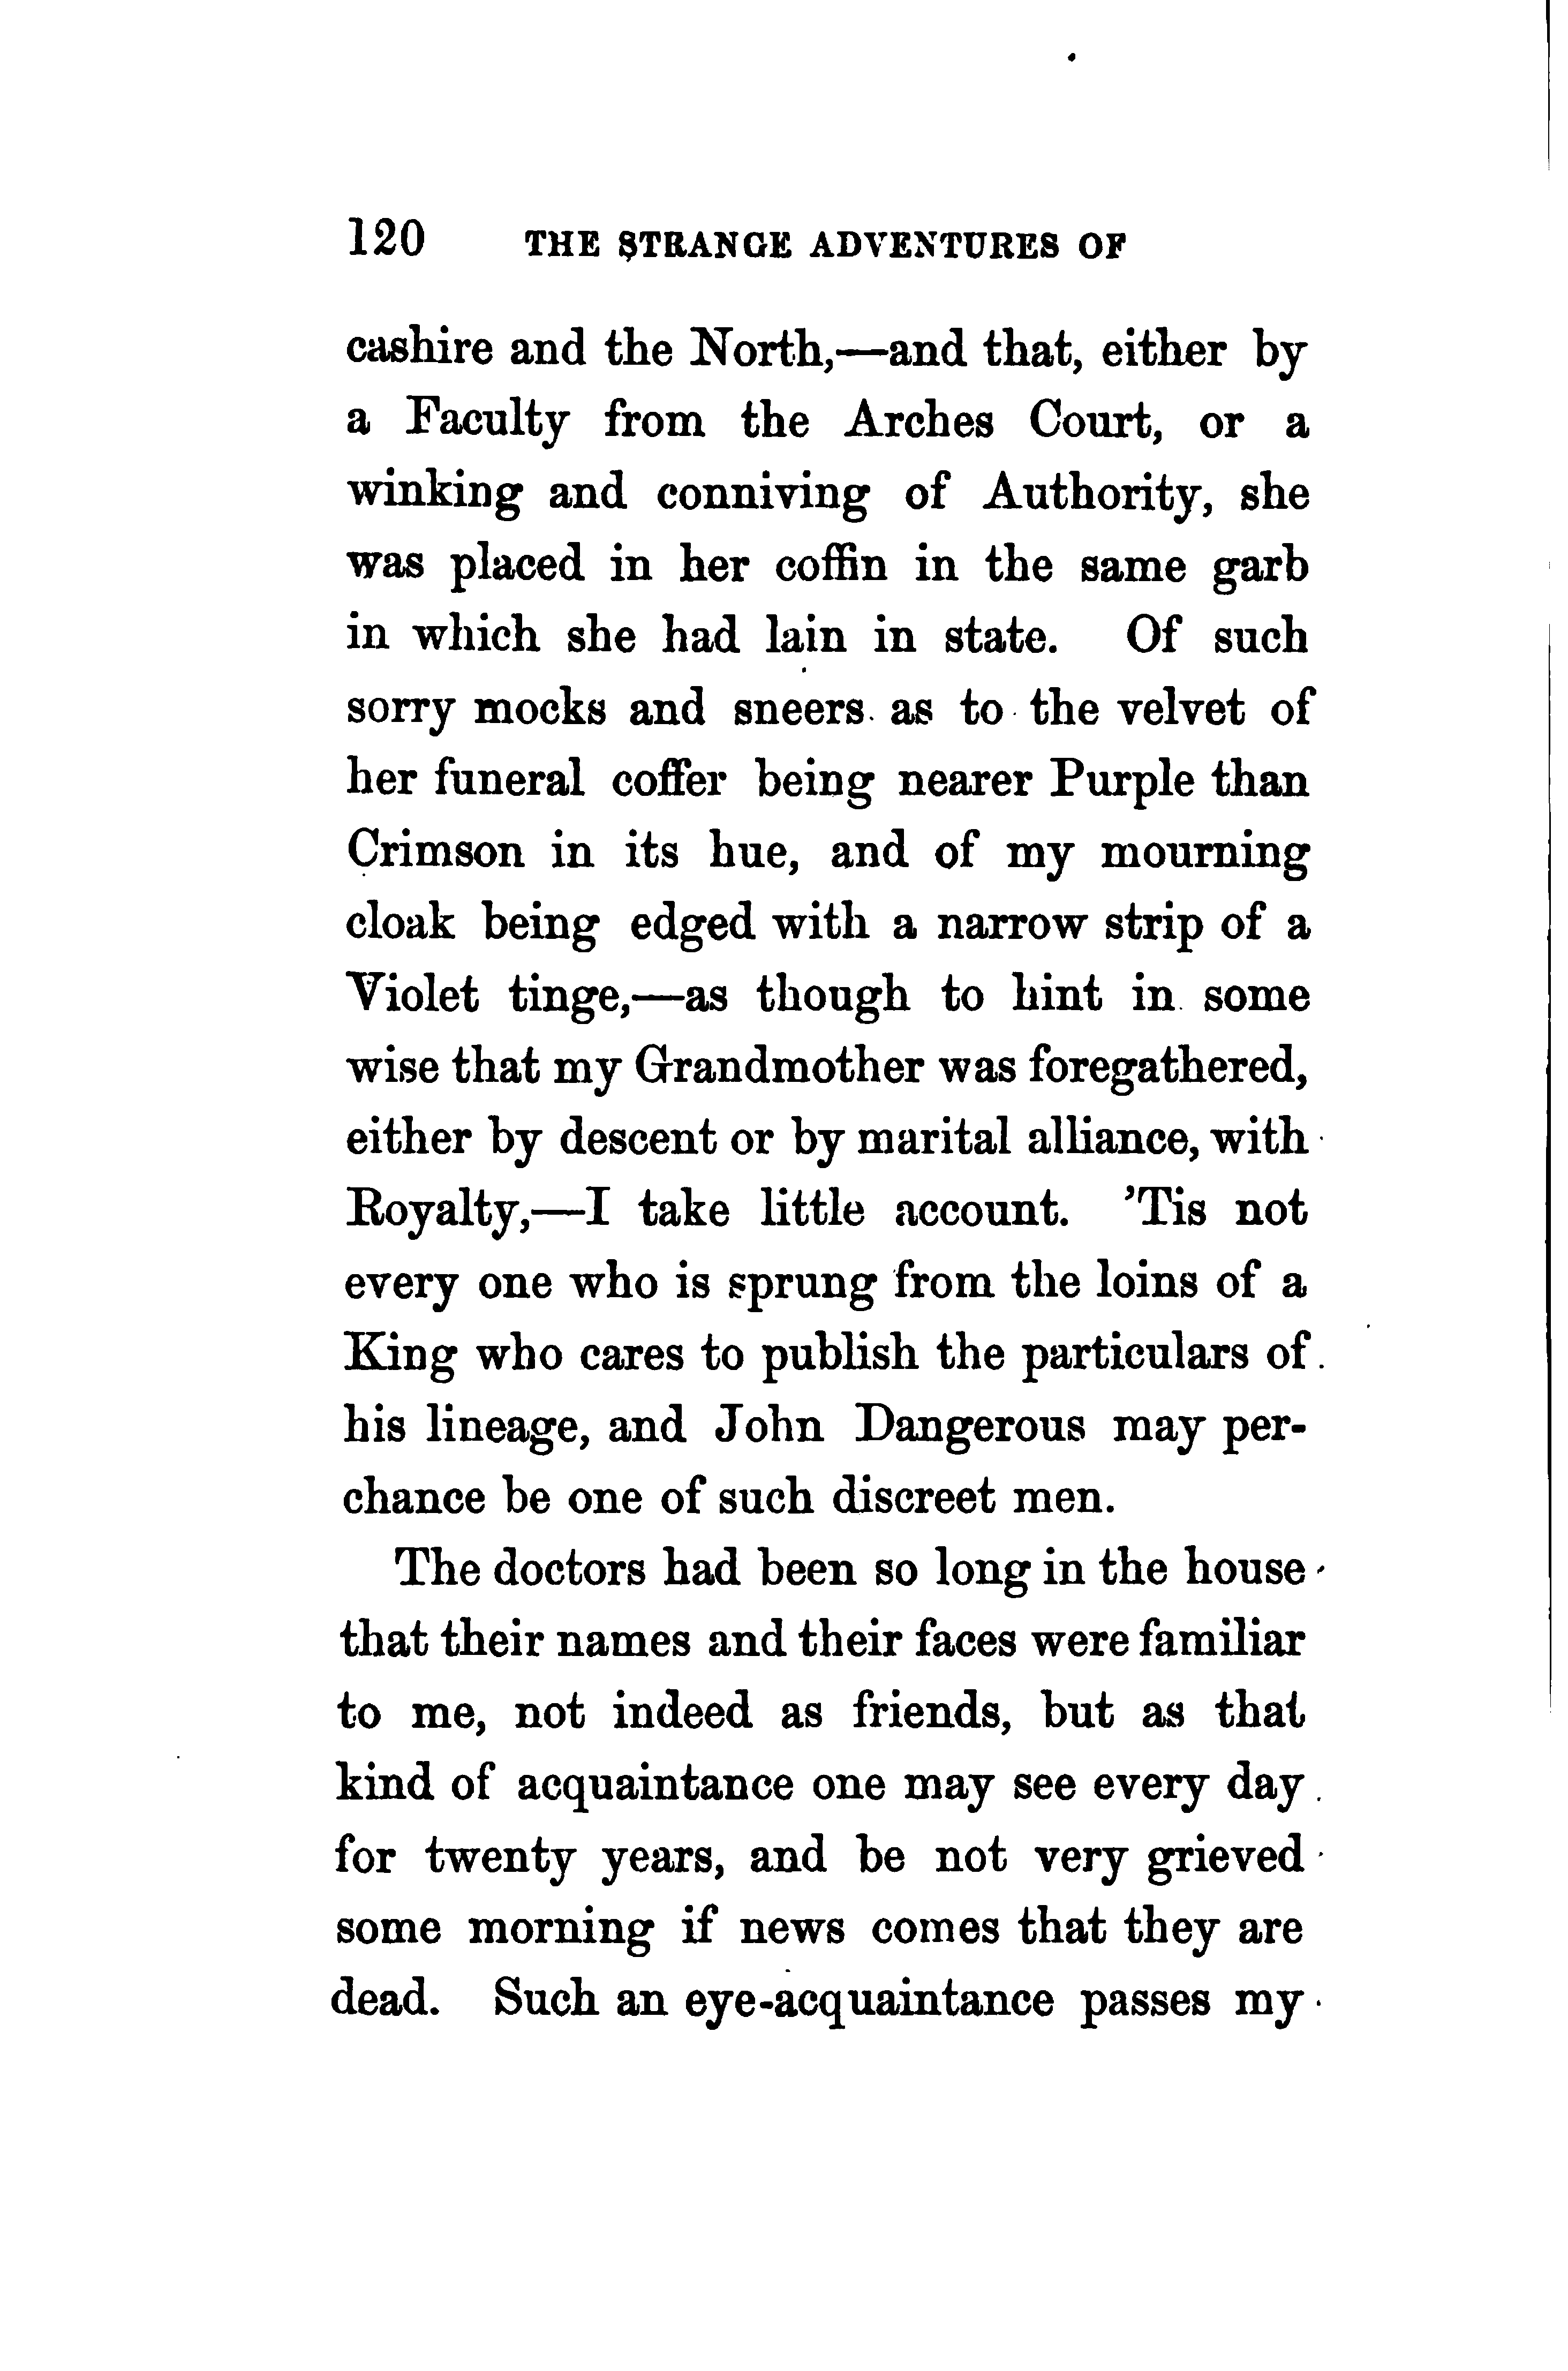 120 THE STRANGE ADVENTURES OF
cashire and the North,—and that, either by
a Faculty from the Arches Court, or a
winking and conniving of Authority, she
was placed in her coffin in the same garb
in which she had lain in state. Of such
sorry mocks and sneers as to the velvet of
her funeral coffer being nearer Purple than
Crimson in its hue, and of my mourning
cloak being edged with a narrow strip of a
Violet tinge,—as though to hint in some
wise that my Grandmother was foregathered,
either by descent or by marital alliance, with
Royalty,—I take little account. 'Tis not
every one who is sprung from the loins of a
King who cares to publish the particulars of
his lineage, and John Dangerous may per-
chance be one of such discreet men.
The doctors had been so long in the house
that their names and their faces were familiar
to me, not indeed as friends, but as that
kind of acquaintance one may see every day
for twenty years, and be not very grieved
some morning if news comes that they are
dead. Such an eye-acquaintance passes my